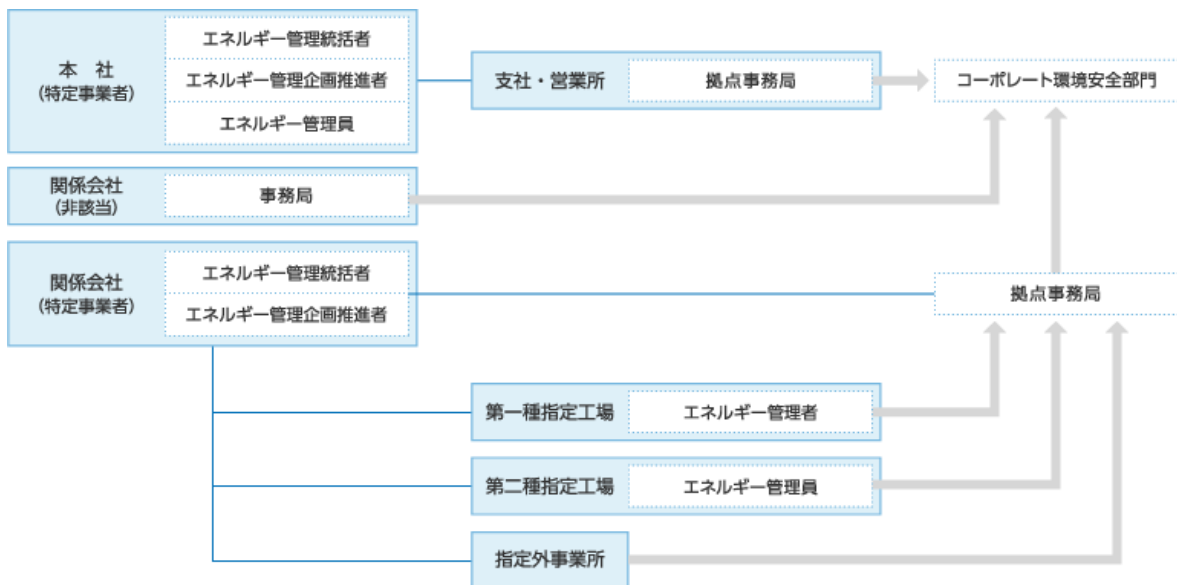 本 社
(特定事業者)
エネルギー管理統括者
エネルギー管理企画推進者
エネルギー管理員
支社・営業所
拠点事務局
コーポレート環境安全部門
関係会社
(非該当)
事務局
関係会社
(特定事業者)
エネルギー管理統括者
エネルギー管理企画推進者
拠点事務局
第一種指定工場
エネルギー管理者
第二種指定工場
エネルギー管理員
指定外事業所